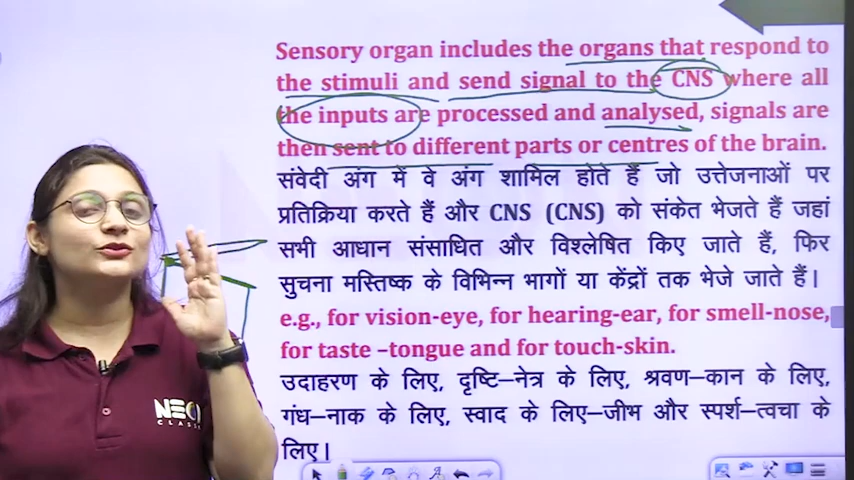 Sensory organ includes the organs that respond to
the stimuli and send signal to the CNS where all
the inputs are processed and analysed, signals are
then sent to different parts or centres of the brain.
संवेदी अंग में वे अंग शामिल होते हैं जो उत्तेजनाओं पर
प्रतिक्रिया करते हैं और CNS (CNS) को संकेत भेजते हैं जहां
सभी आधान संसाधित और विश्लेषित किए जाते हैं, फिर
सुचना मस्तिष्क के विभिन्न भागों या केंद्रों तक भेजे जाते हैं।
e.g., for vision-eye, for hearing-ear, for smell-nose,
for taste –tongue and for touch-skin.
उदाहरण के लिए, दृष्टि–नेत्र के लिए, श्रवण–कान के लिए,
गंध–नाक के लिए, स्वाद के लिए–जीभ और स्पर्श–त्वचा के
लिए।